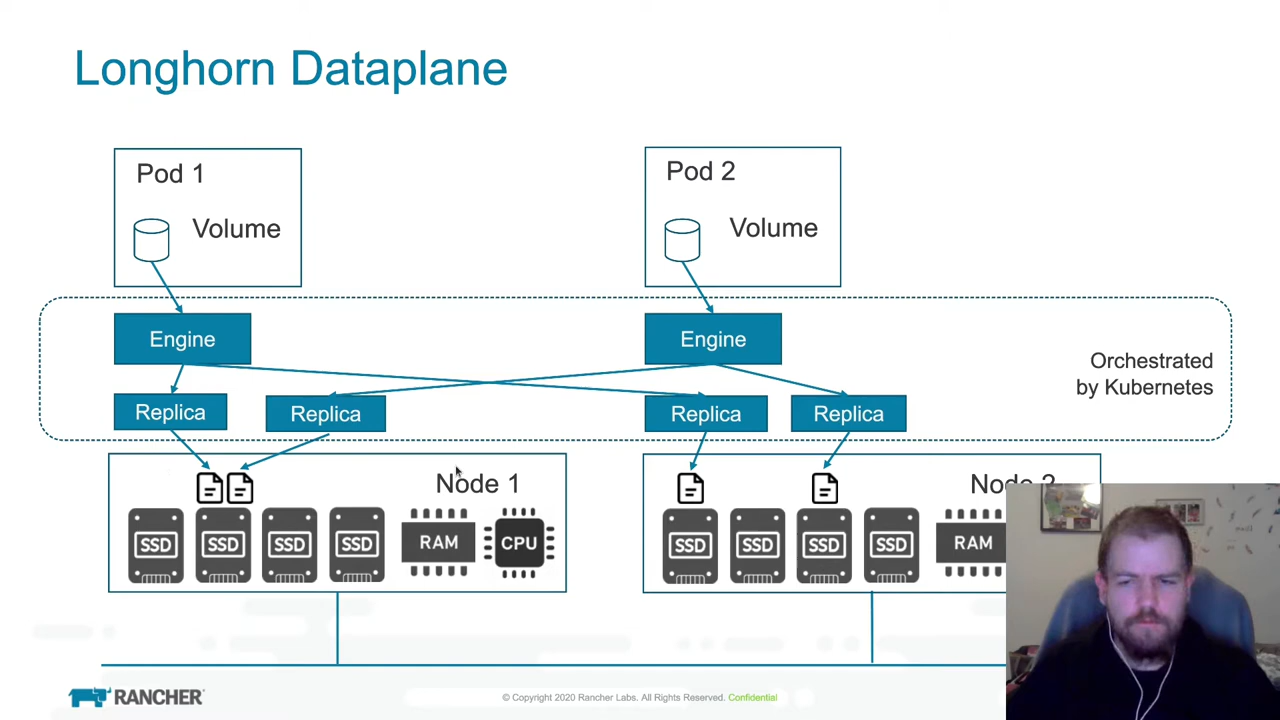 Longhorn Dataplane
Pod 1
Volume
Pod 2
Volume
Engine
Engine
Orchestrated
by Kubernetes
Replica
Replica
Replica
Replica
Node 1
Node 2
SSD
SSD
SSD
SSD
RAM
CPU
SSD
SSD
SSD
SSD
RAM
RANCHER
© Copyright 2020 Rancher Labs. All Rights Reserved. Confidential